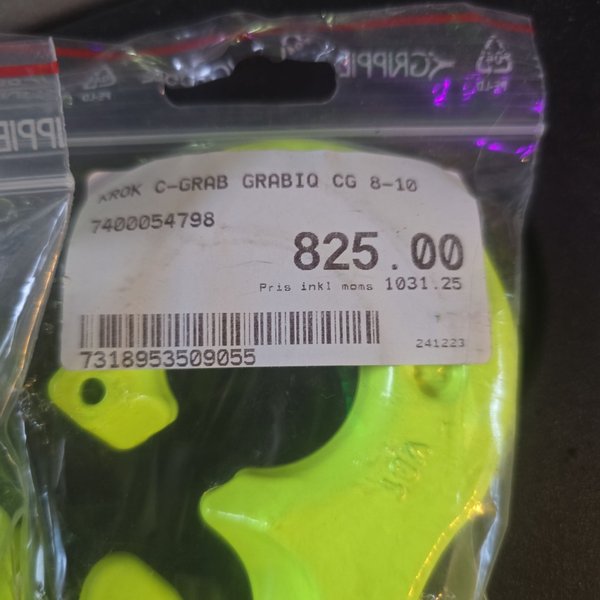 KROK C-GRAB GRABIQ CG 8-10
7400054798
825.00
Pris inkl moms 1031.25
7318953509055
241223